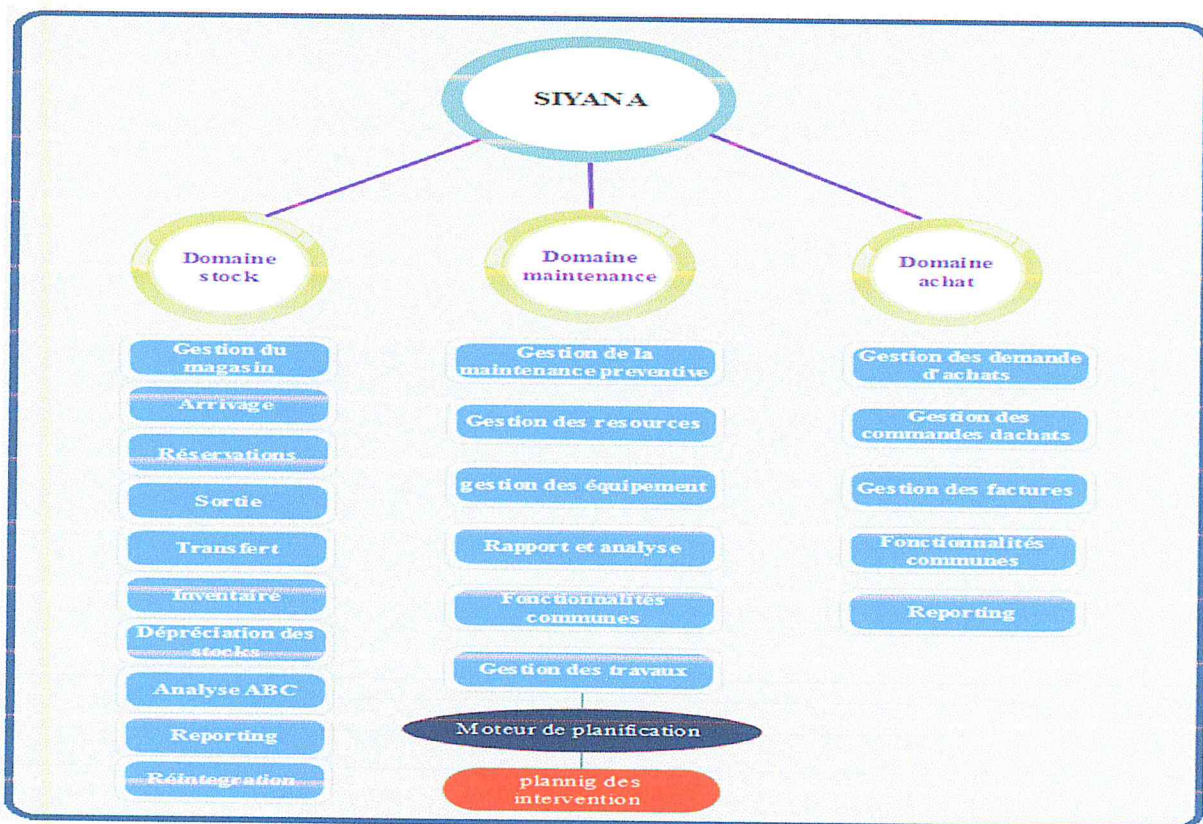 SIYANA
Domaine
stock
Domaine
maintenance
Domaine
achat
Gestion du
magasin
Arrivage
Réservations
Sortie
Transfert
Inventaire
Dépréciation des
stocks
Analyse ABC
Reporting
Réintegration
Gestion de la
maintenance preventive
Gestion des resources
gestion des équipement
Rapport et analyse
Fonctionnalités
communes
Gestion des travaux
Moteur de planification
plannig des
intervention
Gestion des demande
d'achats
Gestion des
commandes dachats
Gestion des factures
Fonctionnalités
communes
Reporting